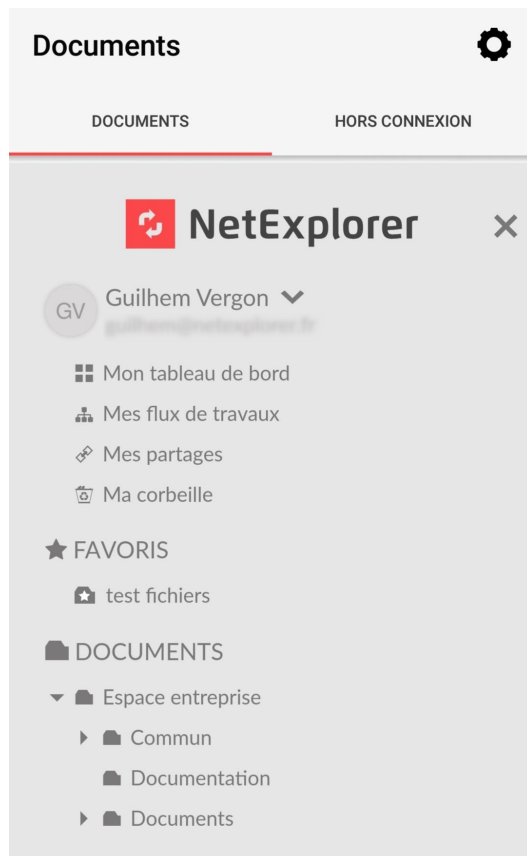 Documents
DOCUMENTS
HORS CONNEXION
NetExplorer
GV
Guilhem Vergon
Mon tableau de bord
Mes flux de travaux
Mes partages
Ma corbeille
FAVORIS
test fichiers
DOCUMENTS
Espace entreprise
Commun
Documentation
Documents